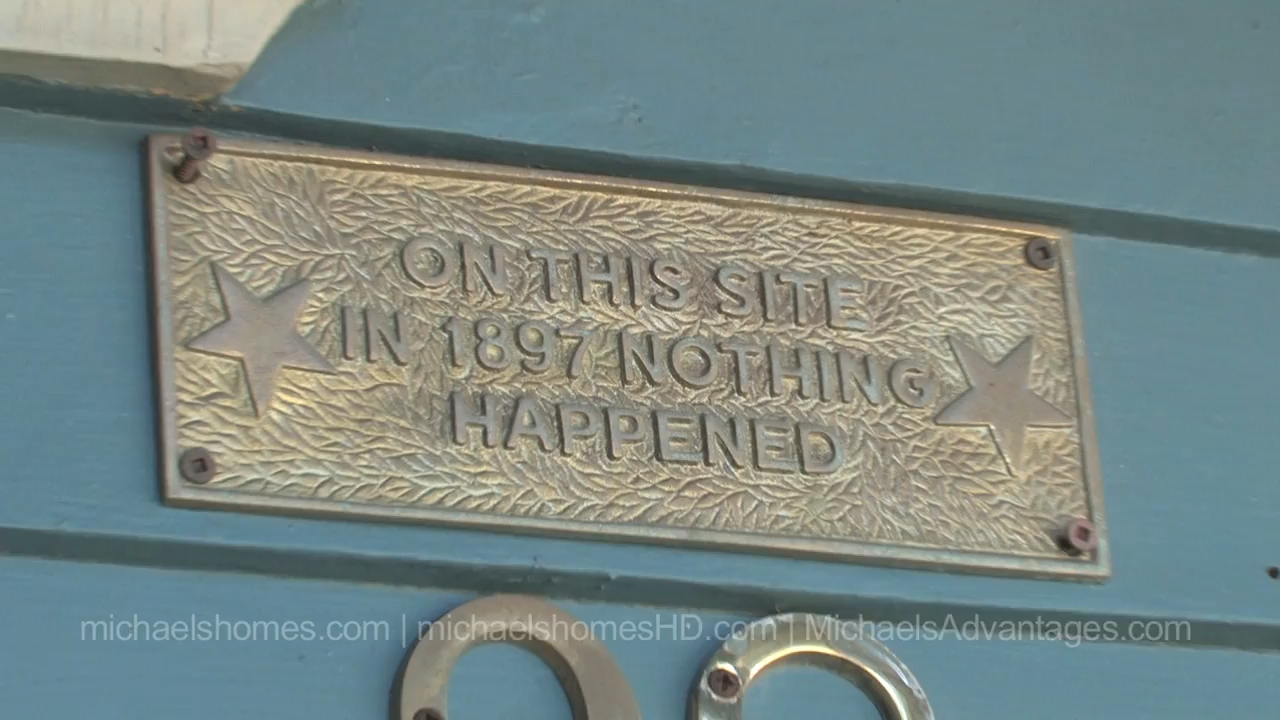 ON THIS SITE
IN 1897 NOTHING
HAPPENED
michaelshomes.com | michaelshomesHD.com | MichaelsAdvantages.com